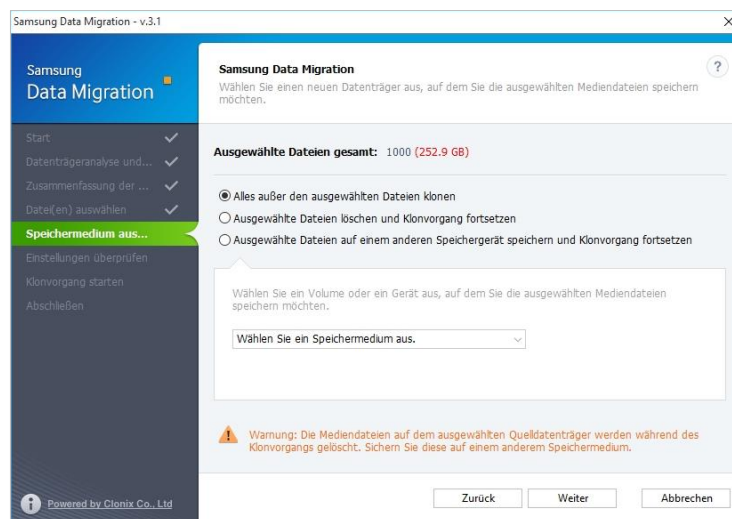 Samsung Data Migration - v.3.1
Samsung
Data Migration
Start
Datenträgeranalyse und...
Zusammenfassung der ...
Datei(en) auswählen
Speichermedium aus...
Einstellungen überprüfen
Klonvorgang starten
Abschließen
Powered by Clonix Co., Ltd
Samsung Data Migration
Wählen Sie einen neuen Datenträger aus, auf dem Sie die ausgewählten Mediendateien speichern
möchten.
?
Ausgewählte Dateien gesamt: 1000 (252.9 GB)
Alles außer den ausgewählten Dateien klonen
Ausgewählte Dateien löschen und Klonvorgang fortsetzen
Ausgewählte Dateien auf einem anderen Speichergerät speichern und Klonvorgang fortsetzen
Wählen Sie ein Volume oder ein Gerät aus, auf dem Sie die ausgewählten Mediendateien
speichern möchten.
Wählen Sie ein Speichermedium aus.
Warnung: Die Mediendateien auf dem ausgewählten Quelldatenträger werden während des
Klonvorgangs gelöscht. Sichern Sie diese auf einem anderem Speichermedium.
Zurück
Weiter
Abbrechen